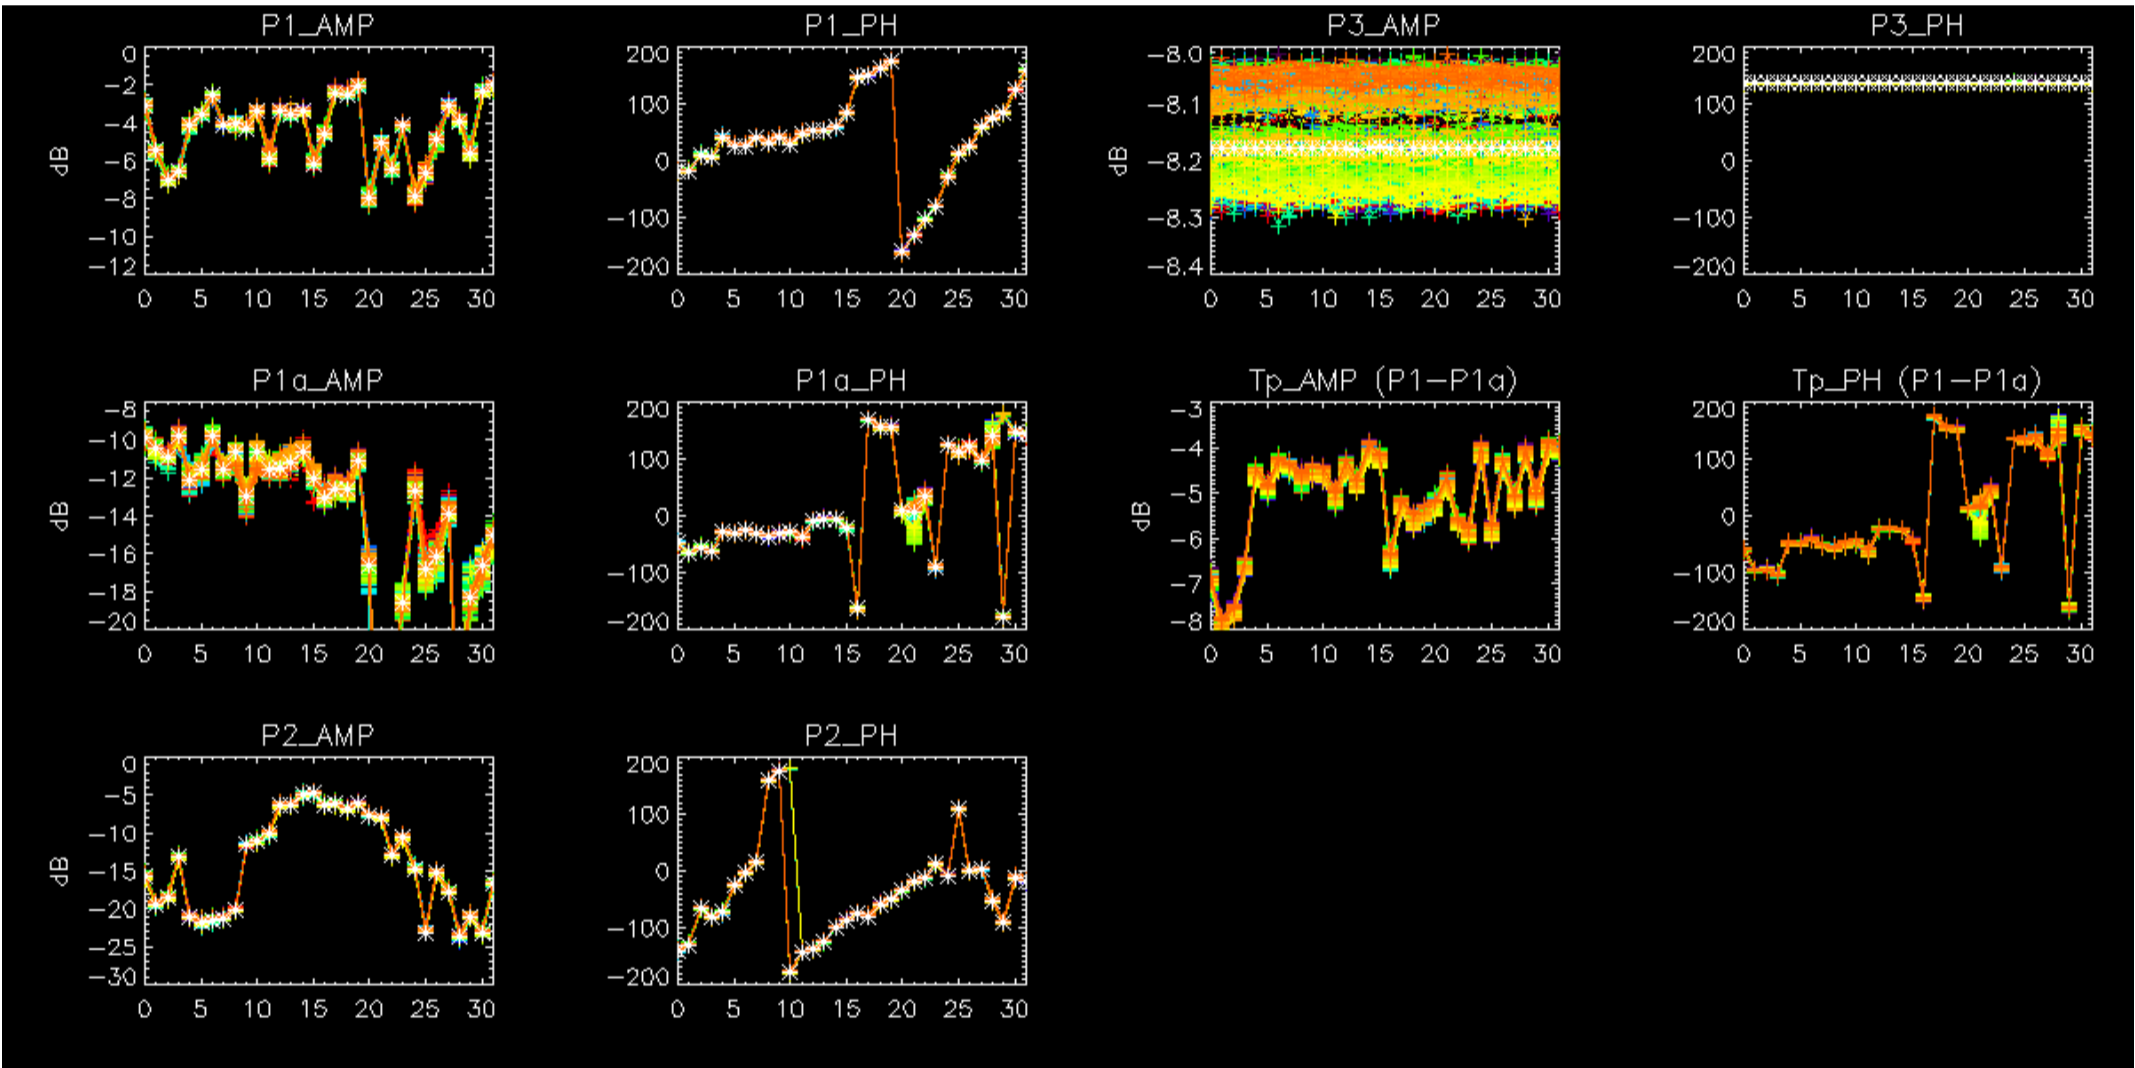 P1_AMP
0
−2
−4
−6
−8
−10
−12
dB
0 5 10 15 20 25 30
P1_PH
200
100
0
−100
−200
0 5 10 15 20 25 30
P3_AMP
−8.0
−8.1
−8.2
−8.3
−8.4
dB
0 5 10 15 20 25 30
P3_PH
200
100
0
−100
−200
0 5 10 15 20 25 30
P1a_AMP
−8
−10
−12
−14
−16
−18
−20
dB
0 5 10 15 20 25 30
P1a_PH
200
100
0
−100
−200
0 5 10 15 20 25 30
Tp_AMP (P1−P1a)
−3
−4
−5
−6
−7
−8
dB
0 5 10 15 20 25 30
Tp_PH (P1−P1a)
200
100
0
−100
−200
0 5 10 15 20 25 30
P2_AMP
0
−5
−10
−15
−20
−25
−30
dB
0 5 10 15 20 25 30
P2_PH
200
100
0
−100
−200
0 5 10 15 20 25 30